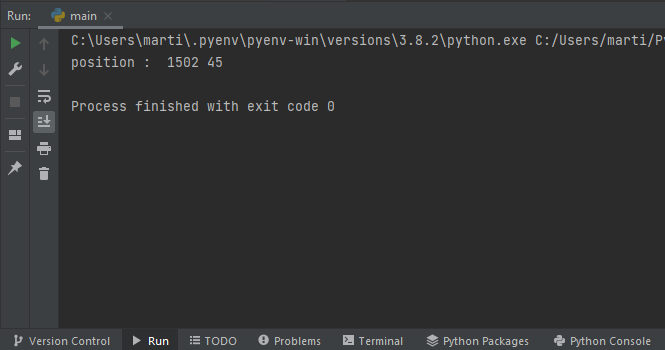 Run: main
C:\Users\marti\.pyenv\pyenv-win\versions\3.8.2\python.exe C:/Users/marti/Py
position :  1502 45
Process finished with exit code 0
Version Control Run TODO Problems Terminal Python Packages Python Console